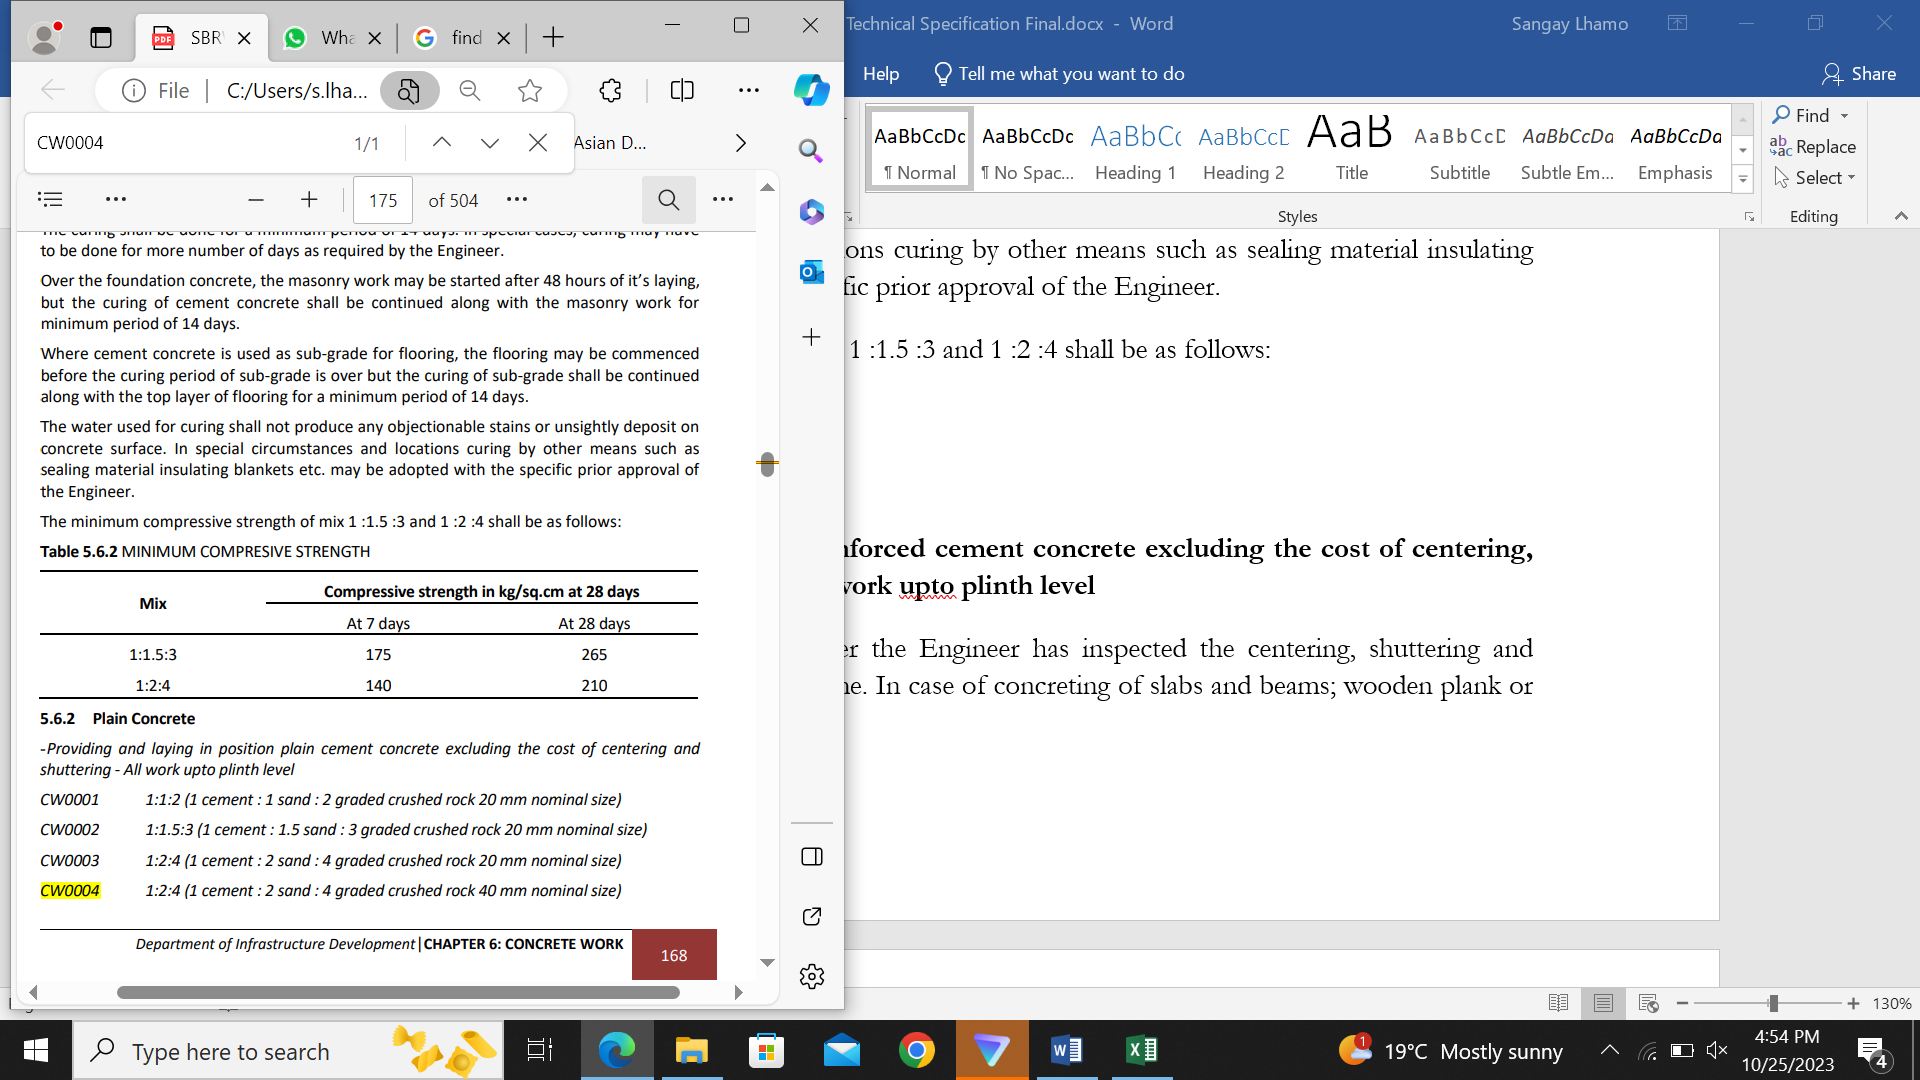 SBR
Wha
find
File
C:/Users/s.lha...
CW0004
1/1
Asian D...
175 of 504
The curing shall be done for a minimum period of 14 days. In special cases, curing may have
to be done for more number of days as required by the Engineer.
Over the foundation concrete, the masonry work may be started after 48 hours of it's laying,
but the curing of cement concrete shall be continued along with the masonry work for
minimum period of 14 days.
Where cement concrete is used as sub-grade for flooring, the flooring may be commenced
before the curing period of sub-grade is over but the curing of sub-grade shall be continued
along with the top layer of flooring for a minimum period of 14 days.
The water used for curing shall not produce any objectionable stains or unsightly deposit on
concrete surface. In special circumstances and locations curing by other means such as
sealing material insulating blankets etc. may be adopted with the specific prior approval of
the Engineer.
The minimum compressive strength of mix 1 :1.5 :3 and 1 :2 :4 shall be as follows:
Table 5.6.2 MINIMUM COMPRESIVE STRENGTH
Mix
Compressive strength in kg/sq.cm at 28 days
At 7 days At 28 days
1:1.5:3 175 265
1:2:4 140 210
5.6.2 Plain Concrete
-Providing and laying in position plain cement concrete excluding the cost of centering and
shuttering - All work upto plinth level
CW0001 1:1:2 (1 cement : 1 sand : 2 graded crushed rock 20 mm nominal size)
CW0002 1:1.5:3 (1 cement : 1.5 sand : 3 graded crushed rock 20 mm nominal size)
CW0003 1:2:4 (1 cement : 2 sand : 4 graded crushed rock 20 mm nominal size)
CW0004 1:2:4 (1 cement : 2 sand : 4 graded crushed rock 40 mm nominal size)
Department of Infrastructure Development|CHAPTER 6: CONCRETE WORK
168
Technical Specification Final.docx - Word
Sangay Lhamo
Help
Tell me what you want to do
Share
AaBbCcDc AaBbCcDc AaBbCc AaBbCcD AaB AaBbCcD AaBbCcDa AaBbCcDa
¶ Normal ¶ No Spac... Heading 1 Heading 2 Title Subtitle Subtle Em... Emphasis
Styles
Find
Replace
Select
Editing
ons curing by other means such as sealing material insulating
fic prior approval of the Engineer.
1 :1.5 :3 and 1 :2 :4 shall be as follows:
nforced cement concrete excluding the cost of centering,
work upto plinth level
er the Engineer has inspected the centering, shuttering and
ne. In case of concreting of slabs and beams; wooden plank or
130%
Type here to search
1
19°C Mostly sunny
4:54 PM
10/25/2023
4